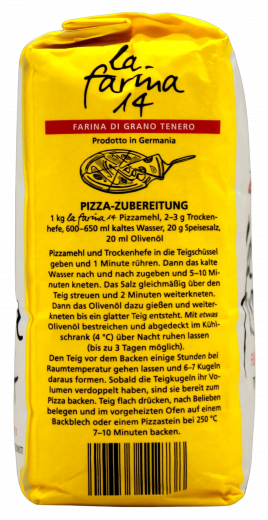 la
farina
14
FARINA DI GRANO TENERO
Prodotto in Germania
PIZZA-ZUBEREITUNG
1 kg la farina 14 Pizzamehl, 2–3 g Trocken-
hefe, 600–650 ml kaltes Wasser, 20 g Speisesalz,
20 ml Olivenöl
Pizzamehl und Trockenhefe in die Teigschüssel
geben und 1 Minute rühren. Dann das kalte
Wasser nach und nach zugeben und 5–10 Mi-
nuten kneten. Das Salz gleichmäßig über den
Teig streuen und 2 Minuten weiterkneten.
Dann das Olivenöl dazu gießen und weiter-
kneten bis ein glatter Teig entsteht. Mit etwas
Olivenöl bestreichen und abgedeckt im Kühl-
schrank (4 °C) über Nacht ruhen lassen
(bis zu 3 Tagen möglich).
Den Teig vor dem Backen einige Stunden bei
Raumtemperatur gehen lassen und 6–7 Kugeln
daraus formen. Sobald die Teigkugeln ihr Vo-
lumen verdoppelt haben, sind sie bereit zum
Pizza backen. Teig flach drücken, nach Belieben
belegen und im vorgeheizten Ofen auf einem
Backblech oder einem Pizzastein bei 250 °C
7–10 Minuten backen.